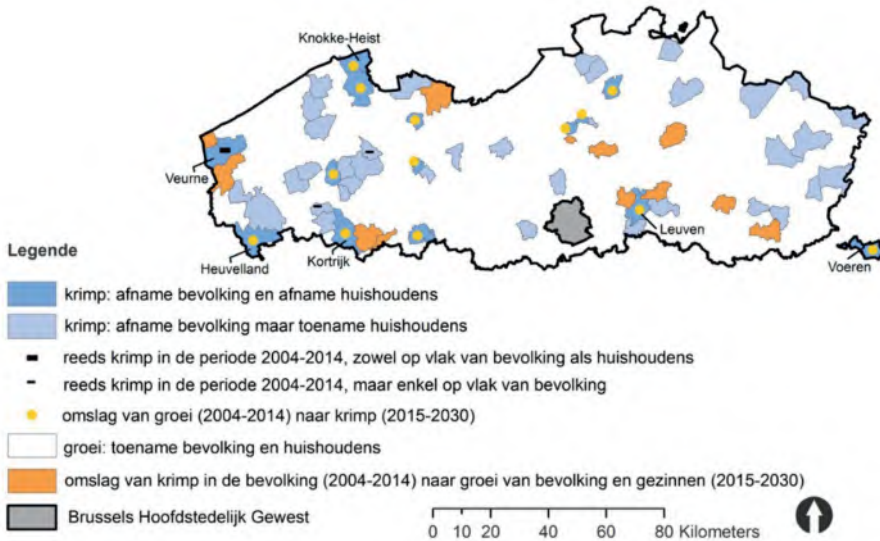 Knokke-Heist
Veurne
Heuvelland
Kortrijk
Leuven
Voeren
Legende
krimp: afname bevolking en afname huishoudens
krimp: afname bevolking maar toename huishoudens
reeds krimp in de periode 2004-2014, zowel op vlak van bevolking als huishoudens
reeds krimp in de periode 2004-2014, maar enkel op vlak van bevolking
omslag van groei (2004-2014) naar krimp (2015-2030)
groei: toename bevolking en huishoudens
omslag van krimp in de bevolking (2004-2014) naar groei van bevolking en gezinnen (2015-2030)
Brussels Hoofdstedelijk Gewest
0 10 20 40 60 80 Kilometers